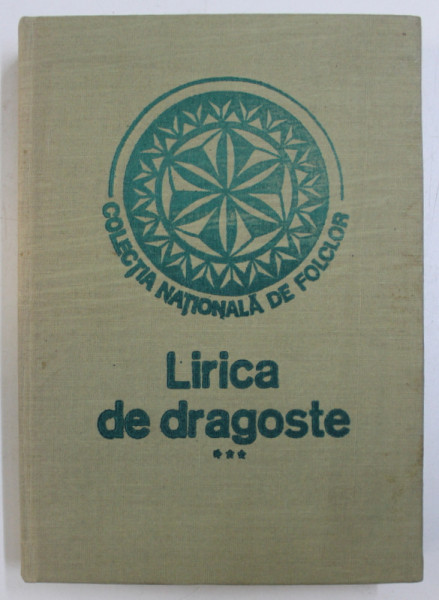 COLECȚIA NAȚIONALĂ DE FOLCLOR
Lirica
de dragoste
***